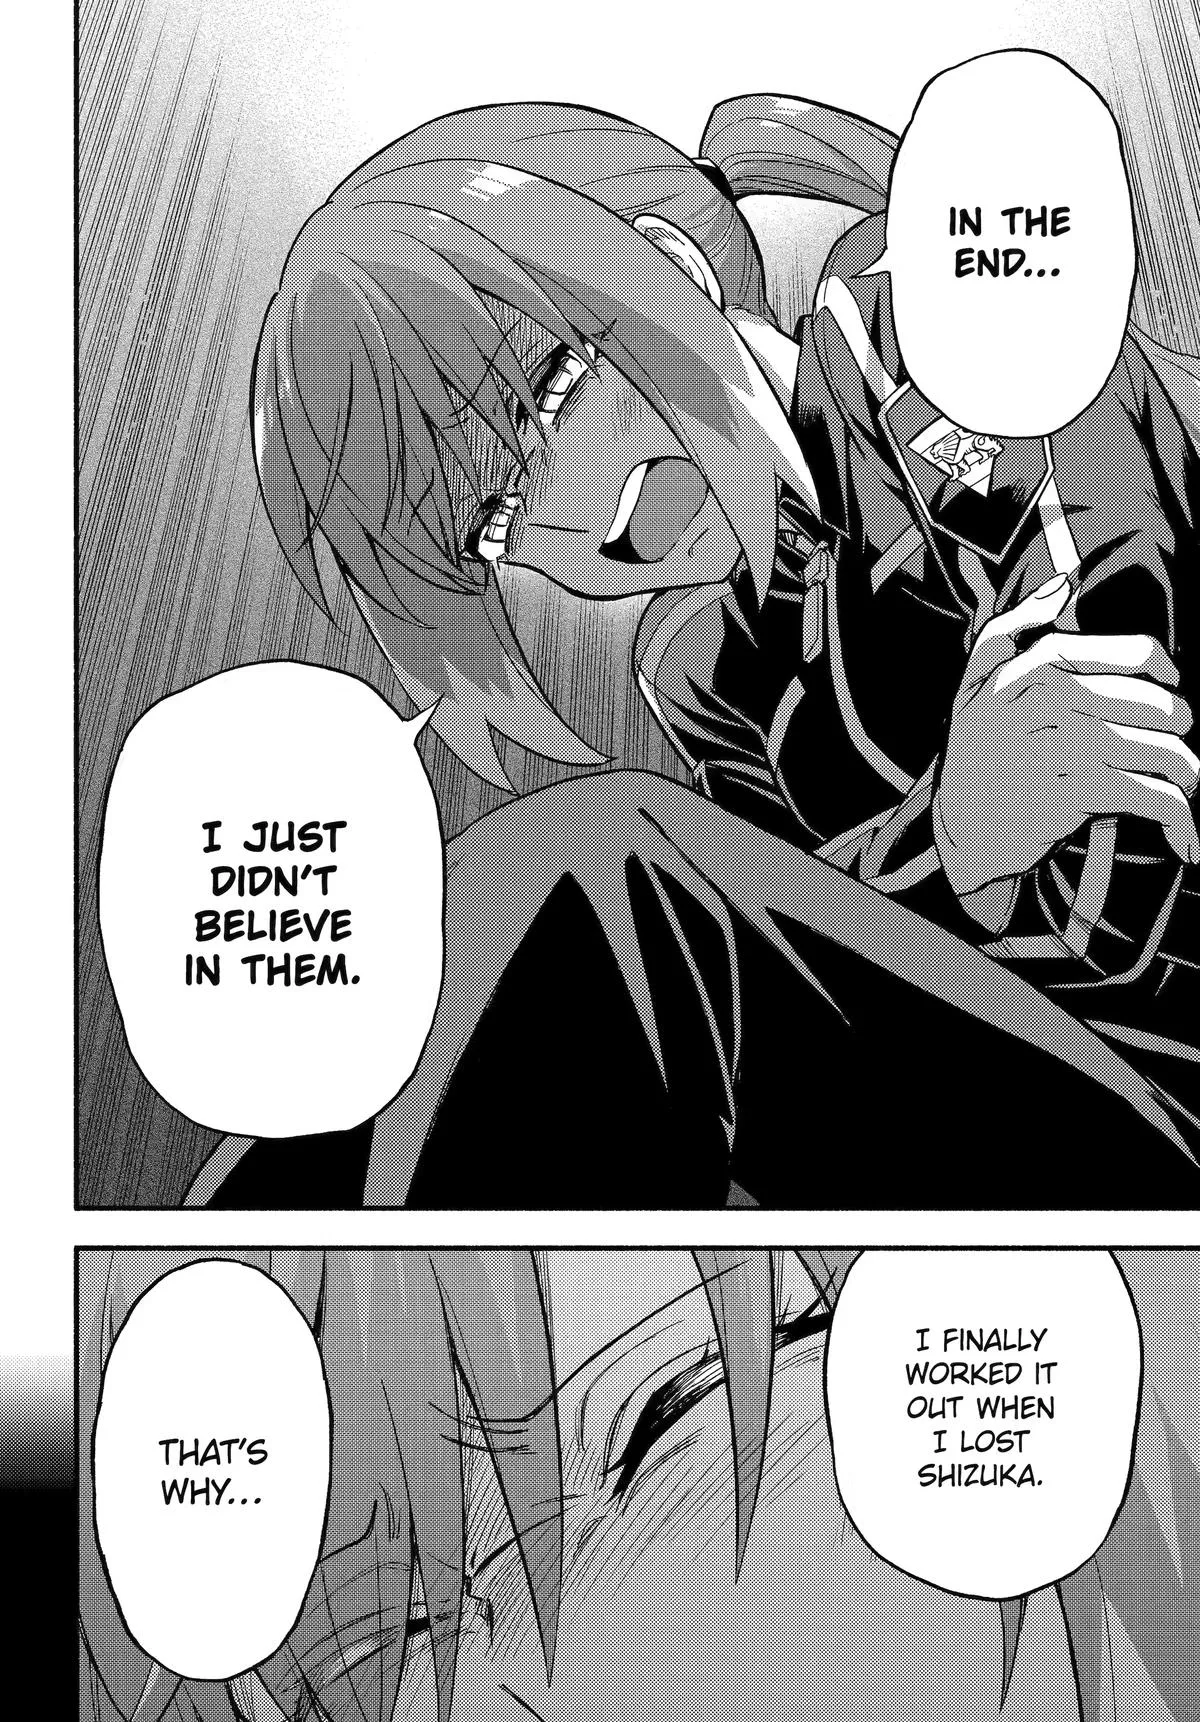 IN THE
END...
I JUST
DIDN'T
BELIEVE
IN THEM.
I FINALLY
WORKED IT
OUT WHEN
I LOST
SHIZUKA.
THAT'S
WHY...